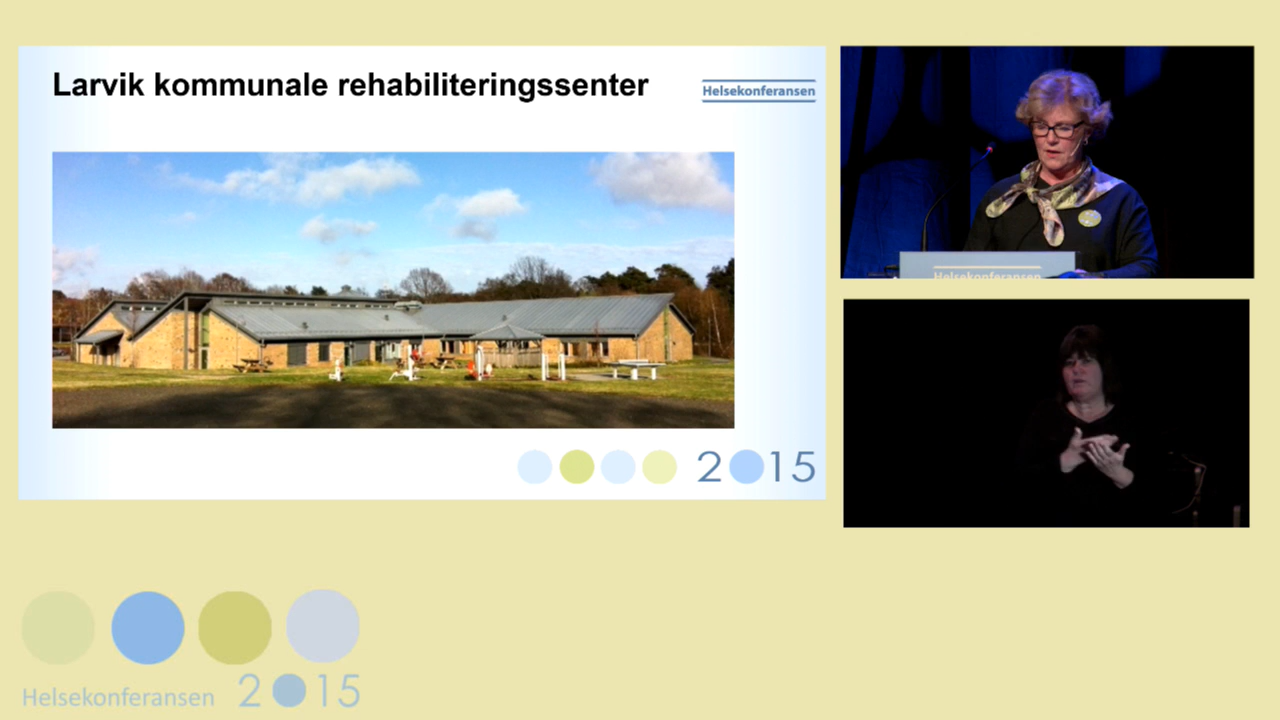 Larvik kommunale rehabiliteringssenter
Helsekonferansen
2015
Helsekonferansen
Helsekonferansen 2015